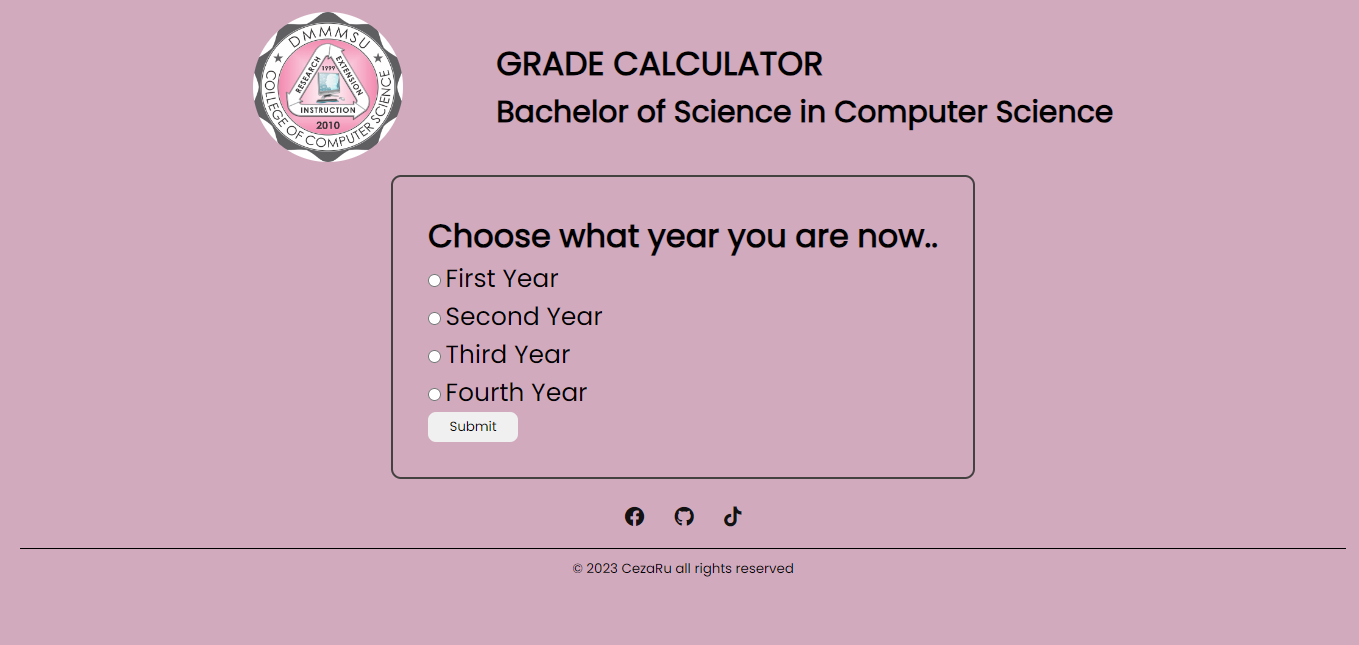 DMMMSU
RESEARCH
1999
EXTENSION
INSTRUCTION
2010
COLLEGE OF COMPUTER SCIENCE
GRADE CALCULATOR
Bachelor of Science in Computer Science
Choose what year you are now..
First Year
Second Year
Third Year
Fourth Year
Submit
© 2023 CezaRu all rights reserved